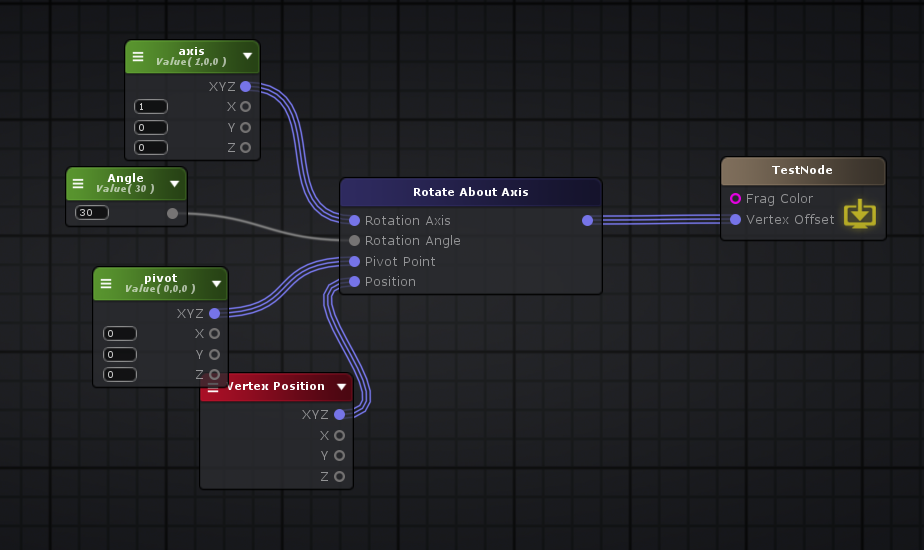 axis
Value( 1,0,0 )
XYZ
1 X
0 Y
0 Z
Angle
Value( 30 )
30
Rotate About Axis
Rotation Axis
Rotation Angle
Pivot Point
Position
TestNode
Frag Color
Vertex Offset
pivot
Value( 0,0,0 )
XYZ
0 X
0 Y
0 Z
Vertex Position
XYZ
X
Y
Z